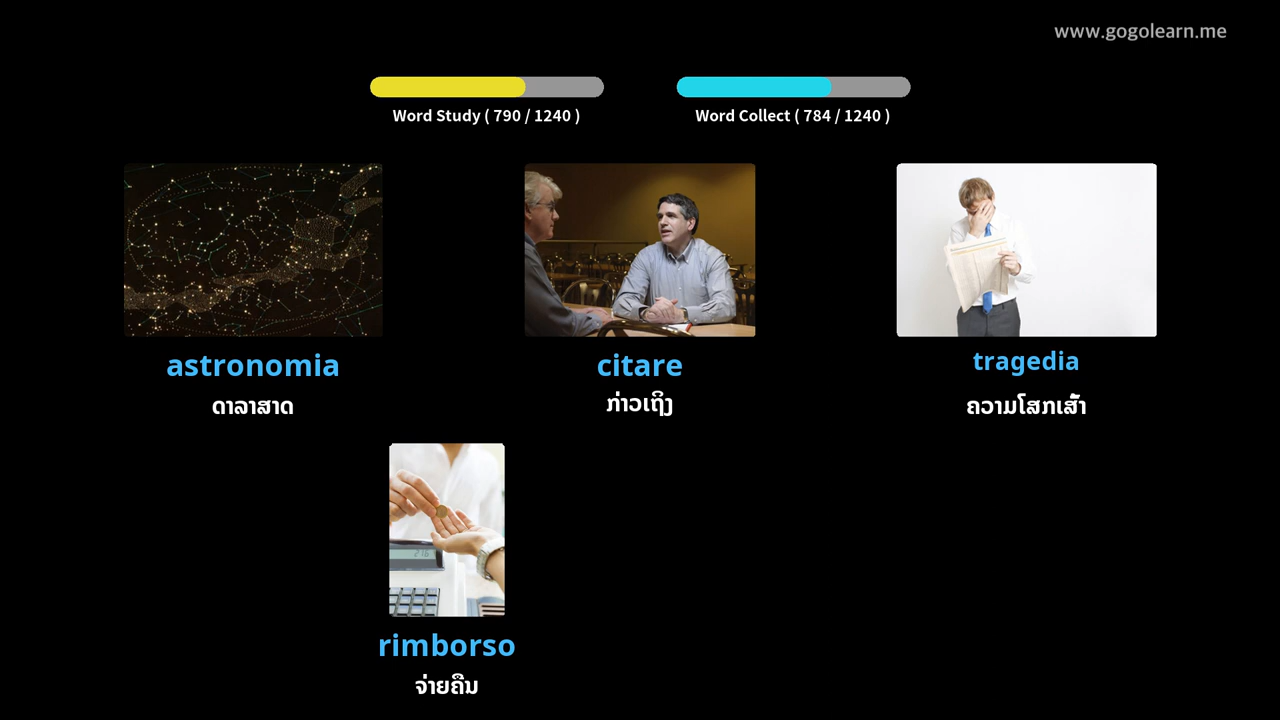 www.gogolearn.me
Word Study ( 790 / 1240 )
Word Collect ( 784 / 1240 )
astronomia
citare
tragedia
ດາລາສາດ
ກ່າວເຖິງ
ຄວາມໂສກເສົ້າ
rimborso
ຈ່າຍຄືນ